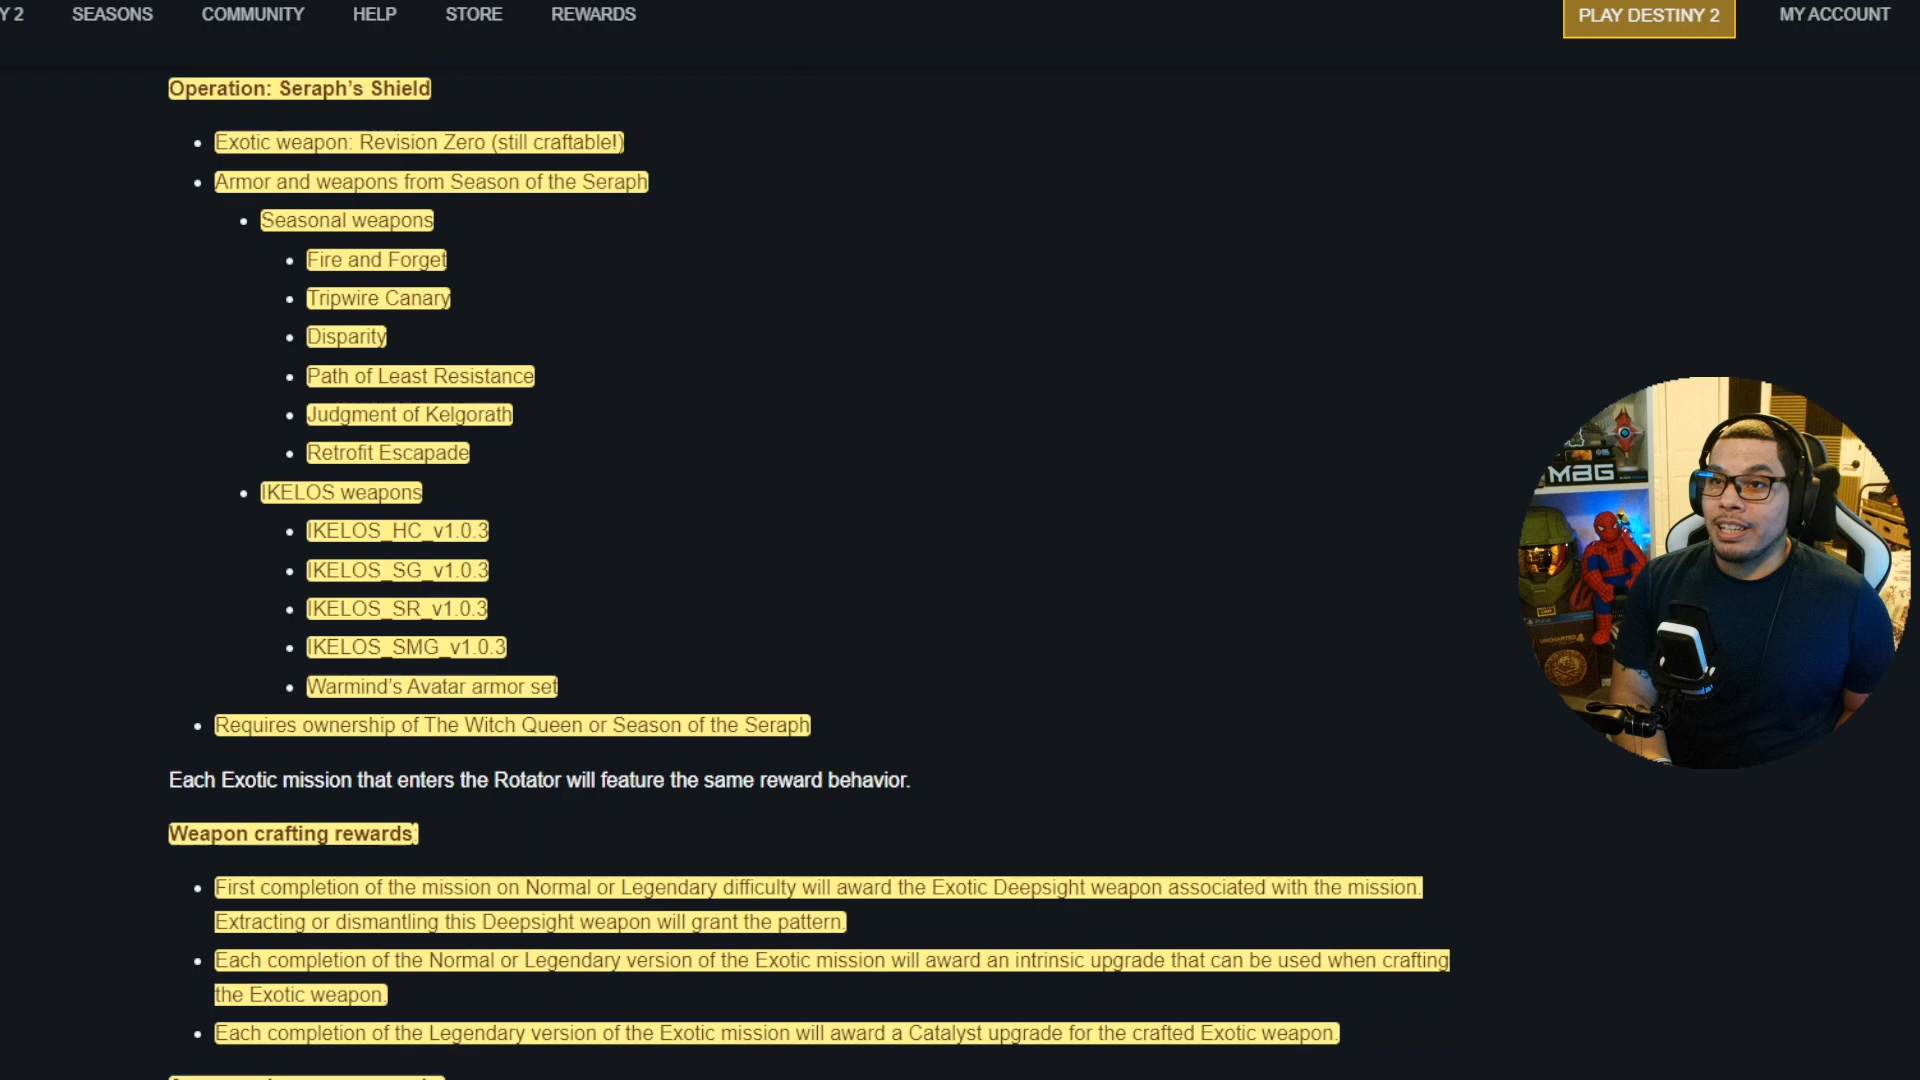 Y 2 SEASONS COMMUNITY HELP STORE REWARDS PLAY DESTINY 2 MY ACCOUNT
Operation: Seraph’s Shield
Exotic weapon: Revision Zero (still craftable!)
Armor and weapons from Season of the Seraph
Seasonal weapons
Fire and Forget
Tripwire Canary
Disparity
Path of Least Resistance
Judgment of Kelgorath
Retrofit Escapade
IKELOS weapons
IKELOS_HC_v1.0.3
IKELOS_SG_v1.0.3
IKELOS_SR_v1.0.3
IKELOS_SMG_v1.0.3
Warmind’s Avatar armor set
Requires ownership of The Witch Queen or Season of the Seraph
Each Exotic mission that enters the Rotator will feature the same reward behavior.
Weapon crafting rewards:
First completion of the mission on Normal or Legendary difficulty will award the Exotic Deepsight weapon associated with the mission.
Extracting or dismantling this Deepsight weapon will grant the pattern.
Each completion of the Normal or Legendary version of the Exotic mission will award an intrinsic upgrade that can be used when crafting
the Exotic weapon.
Each completion of the Legendary version of the Exotic mission will award a Catalyst upgrade for the crafted Exotic weapon.
MAG
UNCHARTED 4